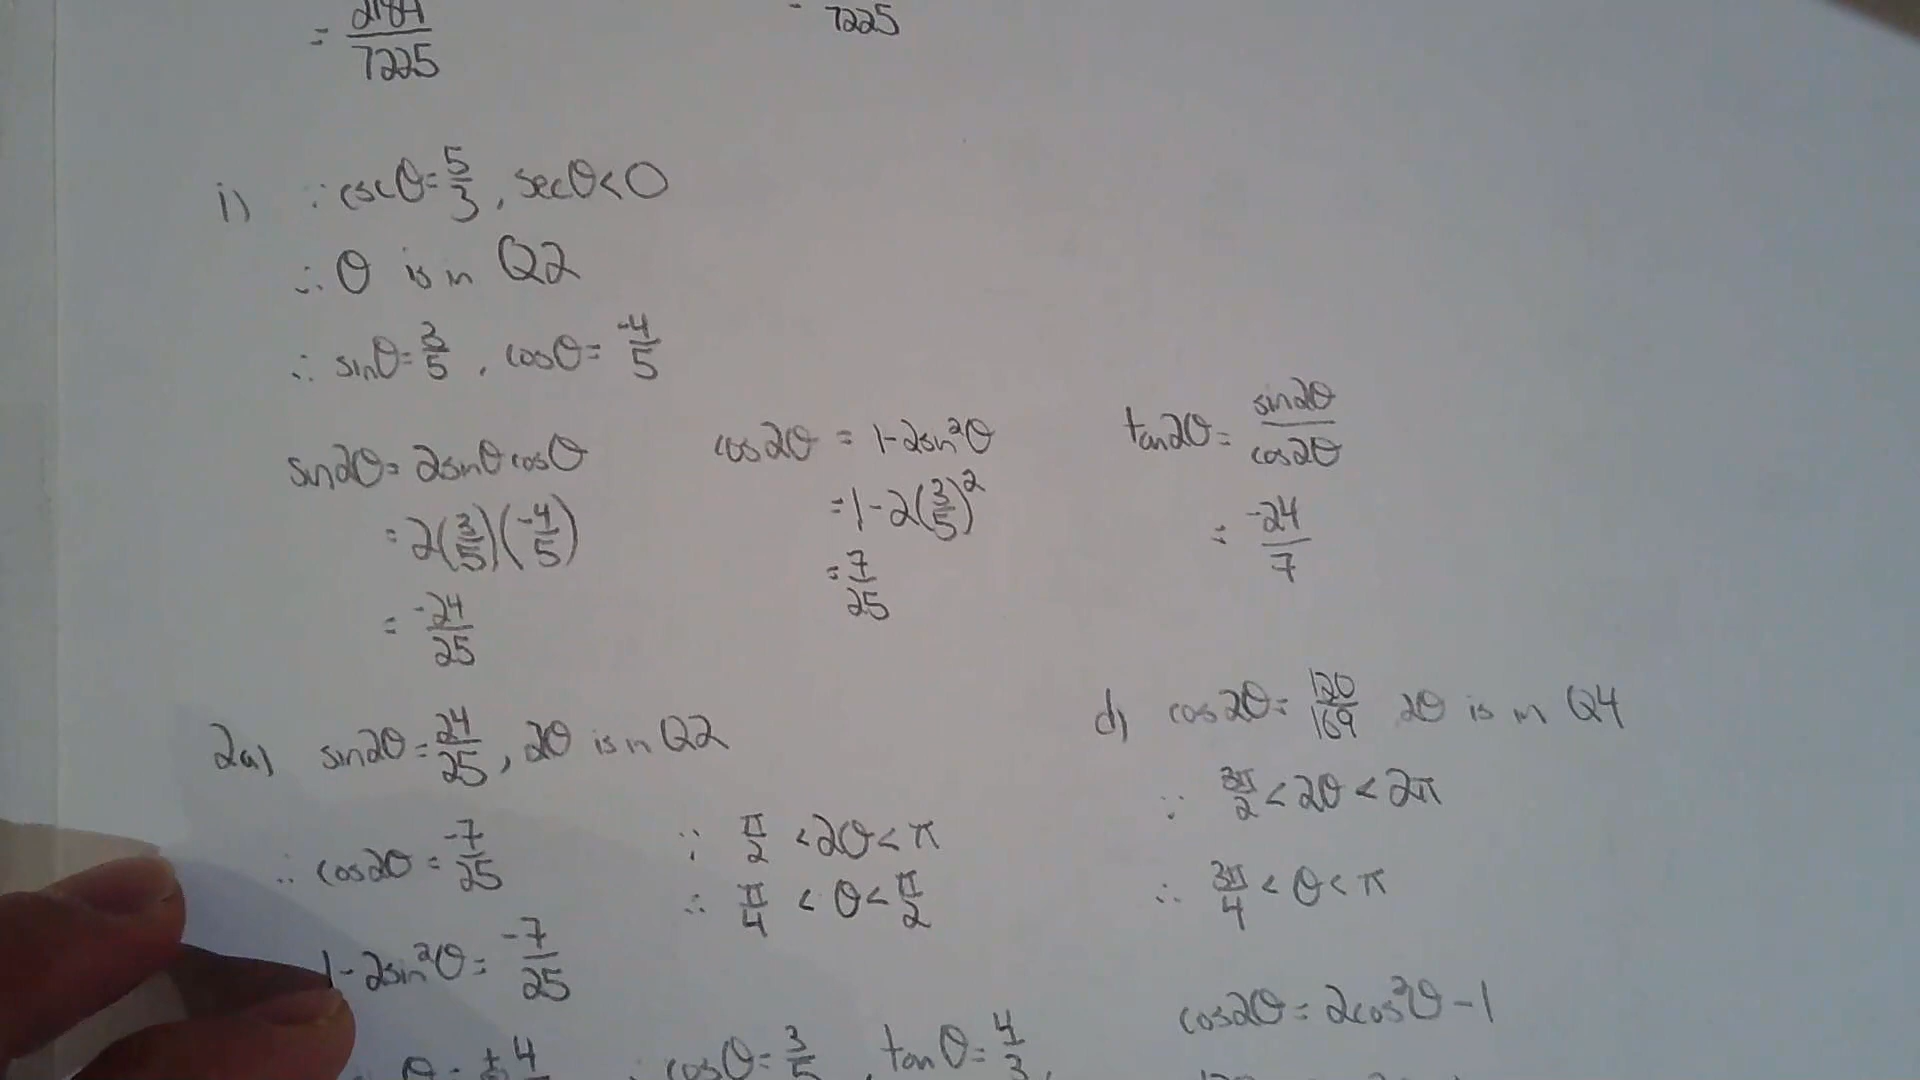 = 2184/7225
= 7225
i) ∵ cscθ = 5/3, secθ < 0
∴ θ is in Q2
∴ sinθ = 3/5, cosθ = -4/5
sin2θ = 2sinθcosθ
= 2(3/5)(-4/5)
= -24/25
cos2θ = 1-2sin²θ
= 1-2(3/5)²
= 7/25
tan2θ = sin2θ/cos2θ
= -24/7
2a) sin2θ = 24/25, 2θ is in Q2
∴ cos2θ = -7/25
∵ π/2 < 2θ < π
∴ π/4 < θ < π/2
1-2sin²θ = -7/25
θ = ±4
∴ cosθ = 3/5, tanθ = 4/3.
d) cos2θ = 120/169 2θ is in Q4
∵ 3π/2 < 2θ < 2π
∴ 3π/4 < θ < π
cos2θ = 2cos²θ - 1